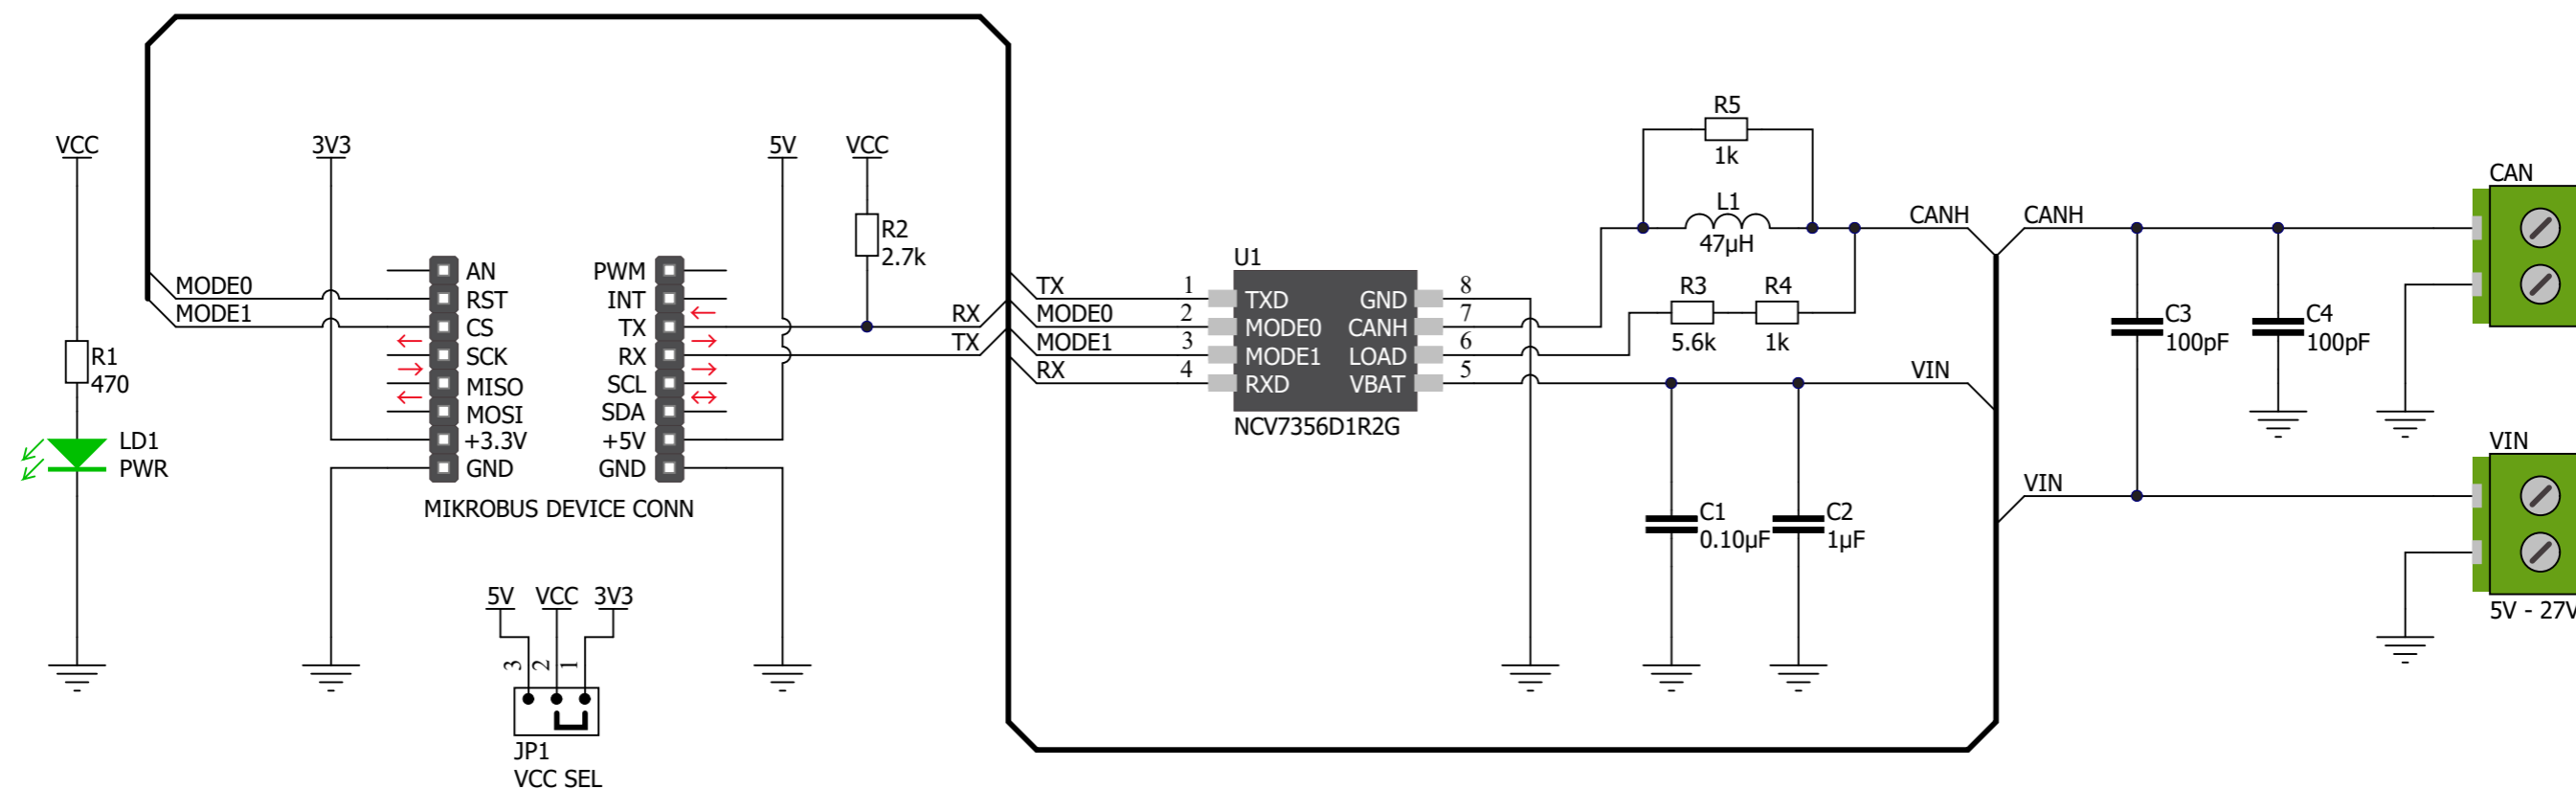 VCC
3V3
5V
VCC
R5
1k
L1
47µH
CAN
CANH
CANH
R2
2.7k
MODE0
MODE1
AN
RST
CS
SCK
MISO
MOSI
+3.3V
GND
PWM
INT
TX
RX
SCL
SDA
+5V
GND
MIKROBUS DEVICE CONN
RX
TX
TX
MODE0
MODE1
RX
U1
1
2
3
4
TXD
MODE0
MODE1
RXD
GND
CANH
LOAD
VBAT
8
7
6
5
NCV7356D1R2G
R3
5.6k
R4
1k
VIN
C3
100pF
C4
100pF
R1
470
LD1
PWR
VIN
VIN
C1
0.10µF
C2
1µF
5V - 27V
5V
VCC
3V3
3
2
1
JP1
VCC SEL